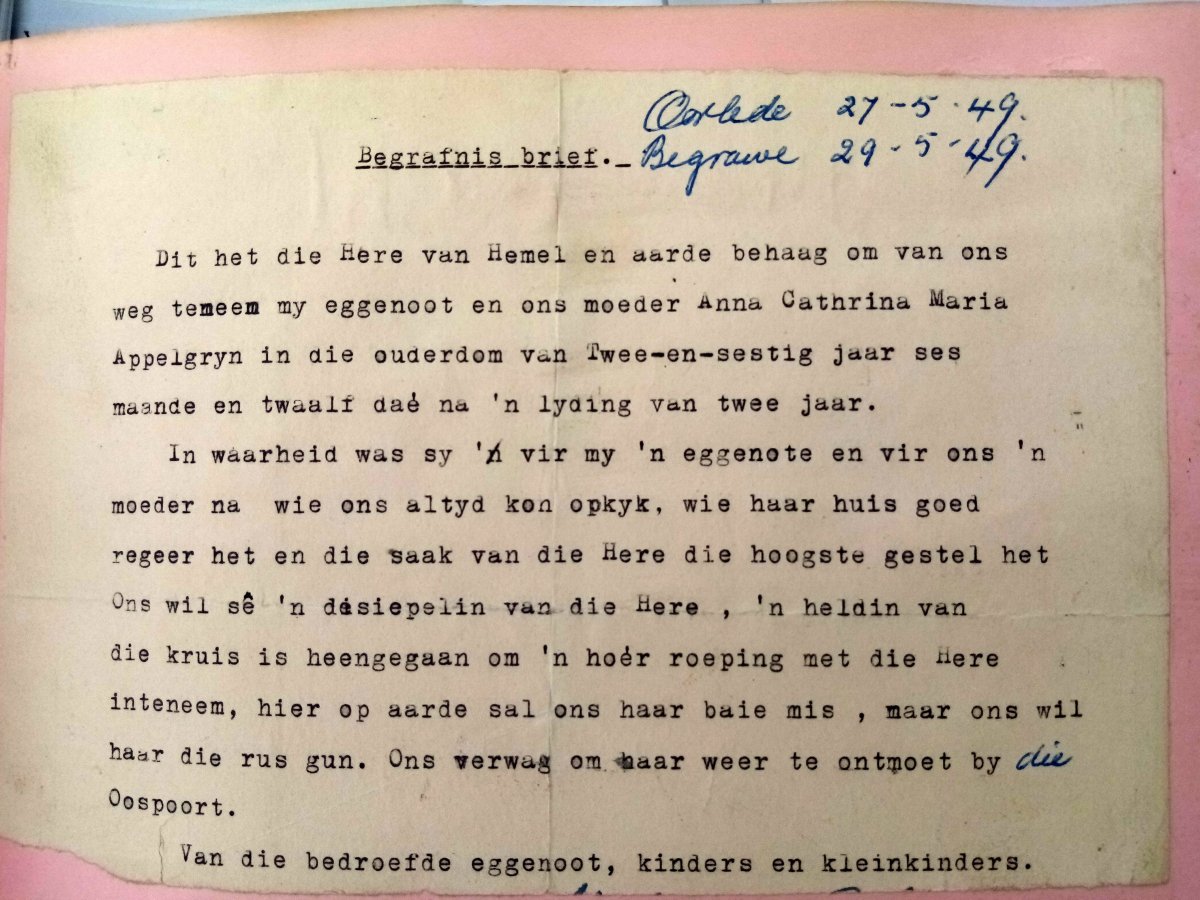 Oorlede 27-5-49.
Begrafnis brief. Begrawe 29-5-49.
Dit het die Here van Hemel en aarde behaag om van ons
weg temeem my eggenoot en ons moeder Anna Cathrina Maria
Appelgryn in die ouderdom van Twee-en-sestig jaar ses
maande en twaalf daé na 'n lyding van twee jaar.
In waarheid was sy 'n vir my 'n eggenote en vir ons 'n
moeder na wie ons altyd kon opkyk, wie haar huis goed
regeer het en die saak van die Here die hoogste gestel het
Ons wil sê 'n désiepelin van die Here , 'n heldin van
die kruis is heengegaan om 'n hoér roeping met die Here
inteneem, hier op aarde sal ons haar baie mis , maar ons wil
haar die rus gun. Ons verwag om haar weer te ontmoet by die
Oospoort.
Van die bedroefde eggenoot, kinders en kleinkinders.